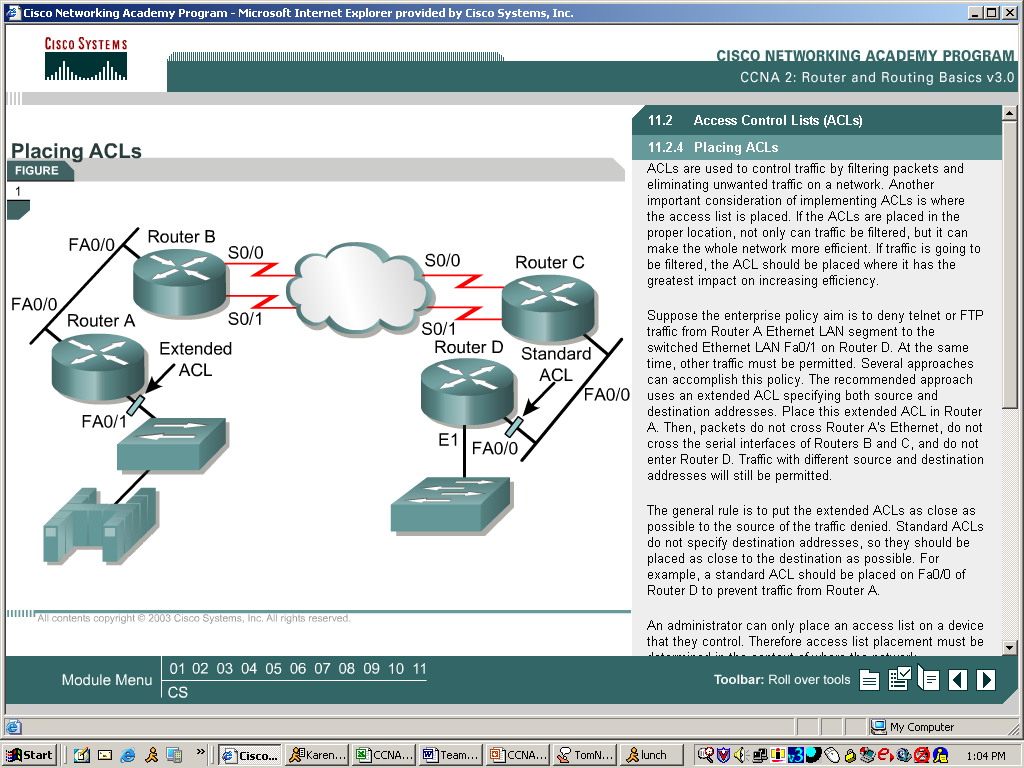 Cisco Networking Academy Program - Microsoft Internet Explorer provided by Cisco Systems, Inc.
CISCO SYSTEMS
CISCO NETWORKING ACADEMY PROGRAM
CCNA 2: Router and Routing Basics v3.0
Placing ACLs
FIGURE
1
FA0/0
Router B
S0/0
S0/0
Router C
FA0/0
Router A
S0/1
S0/1
Extended
ACL
Router D
Standard
ACL
FA0/0
FA0/1
E1
FA0/0
All contents copyright © 2003 Cisco Systems, Inc. All rights reserved.
11.2 Access Control Lists (ACLs)
11.2.4 Placing ACLs
ACLs are used to control traffic by filtering packets and
eliminating unwanted traffic on a network. Another
important consideration of implementing ACLs is where
the access list is placed. If the ACLs are placed in the
proper location, not only can traffic be filtered, but it can
make the whole network more efficient. If traffic is going to
be filtered, the ACL should be placed where it has the
greatest impact on increasing efficiency.
Suppose the enterprise policy aim is to deny telnet or FTP
traffic from Router A Ethernet LAN segment to the
switched Ethernet LAN Fa0/1 on Router D. At the same
time, other traffic must be permitted. Several approaches
can accomplish this policy. The recommended approach
uses an extended ACL specifying both source and
destination addresses. Place this extended ACL in Router
A. Then, packets do not cross Router A's Ethernet, do not
cross the serial interfaces of Routers B and C, and do not
enter Router D. Traffic with different source and destination
addresses will still be permitted.
The general rule is to put the extended ACLs as close as
possible to the source of the traffic denied. Standard ACLs
do not specify destination addresses, so they should be
placed as close to the destination as possible. For
example, a standard ACL should be placed on Fa0/0 of
Router D to prevent traffic from Router A.
An administrator can only place an access list on a device
that they control. Therefore access list placement must be
determined in the context of where the network
Module Menu
01 02 03 04 05 06 07 08 09 10 11
CS
Toolbar: Roll over tools
My Computer
Start
»
Cisco...
Karen...
CCNA...
Team...
CCNA...
TomN...
lunch
1:04 PM